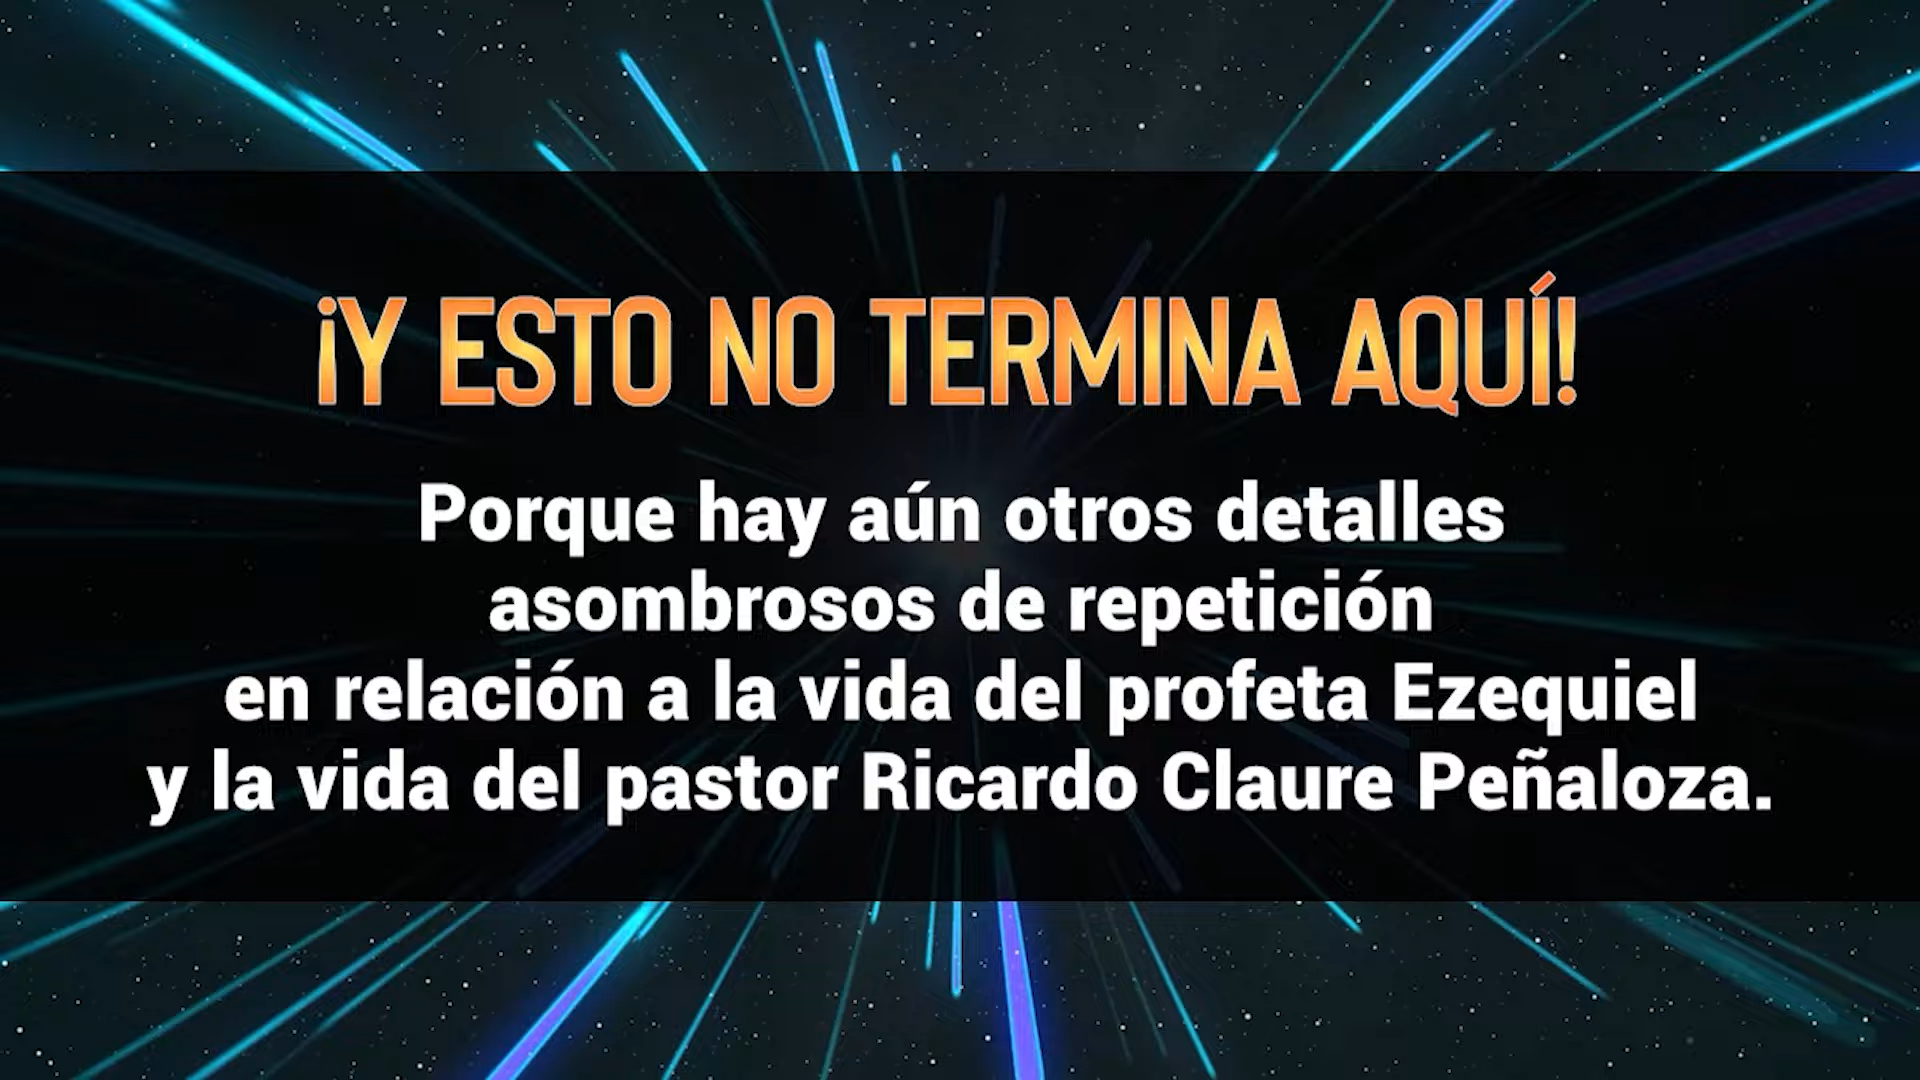 ¡Y ESTO NO TERMINA AQUÍ!
Porque hay aún otros detalles
asombrosos de repetición
en relación a la vida del profeta Ezequiel
y la vida del pastor Ricardo Claure Peñaloza.